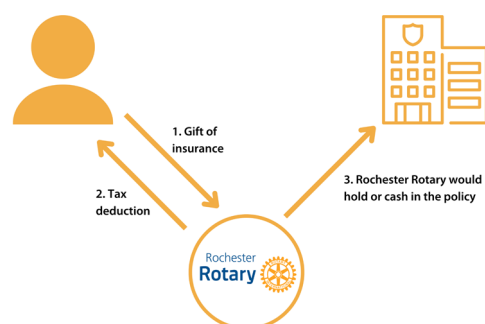 1. Gift of
insurance
2. Tax
deduction
3. Rochester Rotary would
hold or cash in the policy
Rochester
Rotary